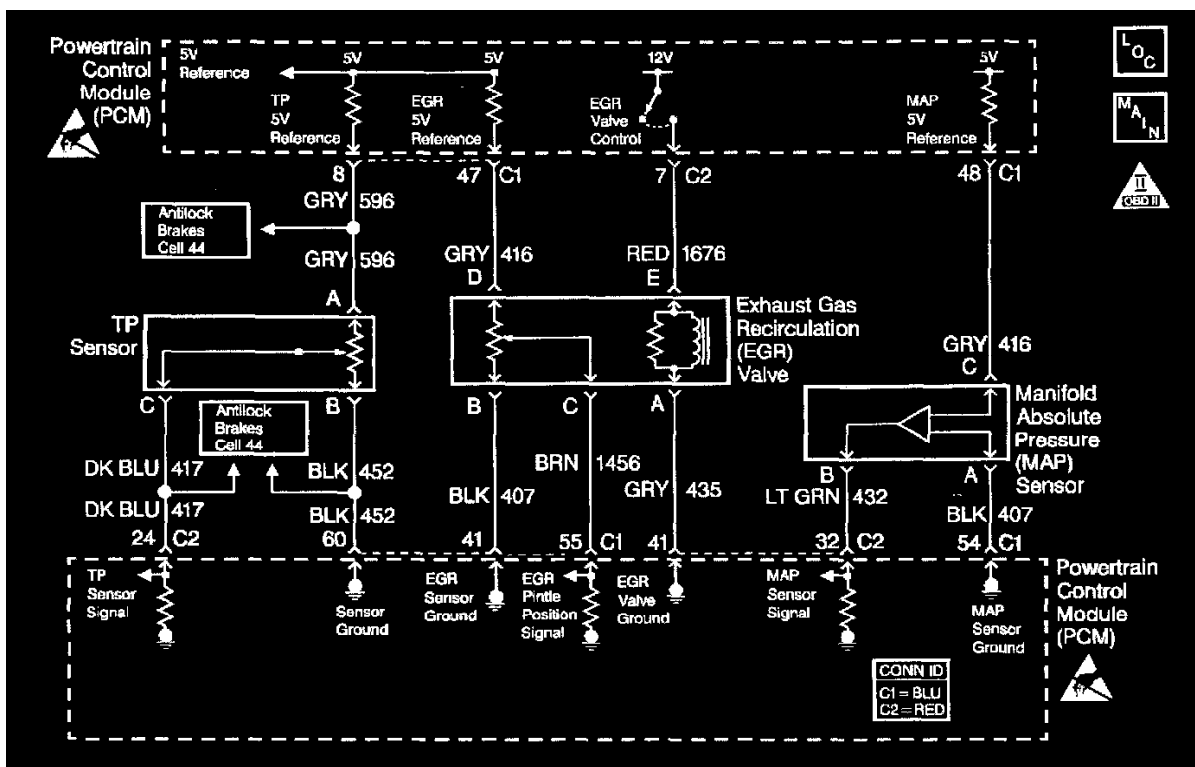 Powertrain
Control
Module
(PCM)
5V
Reference
5V
TP
5V
Reference
5V
EGR
5V
Reference
12V
EGR
Valve
Control
5V
MAP
5V
Reference
L O C
M A I N
II
OBD II
8
47 C1
7 C2
48 C1
GRY 596
Antilock
Brakes
Cell 44
GRY 596
GRY 416
RED 1676
A
D
E
TP
Sensor
Exhaust Gas
Recirculation
(EGR)
Valve
GRY 416
C
Manifold
Absolute
Pressure
(MAP)
Sensor
C
Antilock
Brakes
Cell 44
B
B
C
A
B
A
DK BLU 417
BLK 452
BRN 1456
BLK 407
GRY 435
LT GRN 432
DK BLU 417
BLK 452
BLK 407
24 C2
60
41
55 C1
41
32 C2
54 C1
TP
Sensor
Signal
Sensor
Ground
EGR
Sensor
Ground
EGR
Pintle
Position
Signal
EGR
Valve
Ground
MAP
Sensor
Signal
MAP
Sensor
Ground
Powertrain
Control
Module
(PCM)
CONN ID
C1 = BLU
C2 = RED